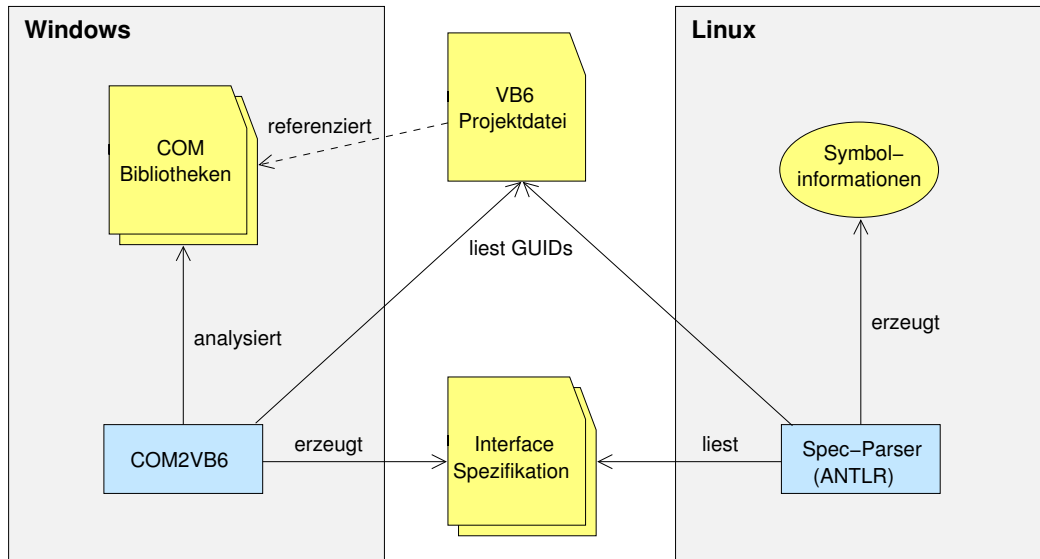 Windows
VB6
Projektdatei
Linux
referenziert
COM
Bibliotheken
Symbol−
informationen
liest GUIDs
analysiert
erzeugt
COM2VB6
erzeugt
Interface
Spezifikation
liest
Spec−Parser
(ANTLR)